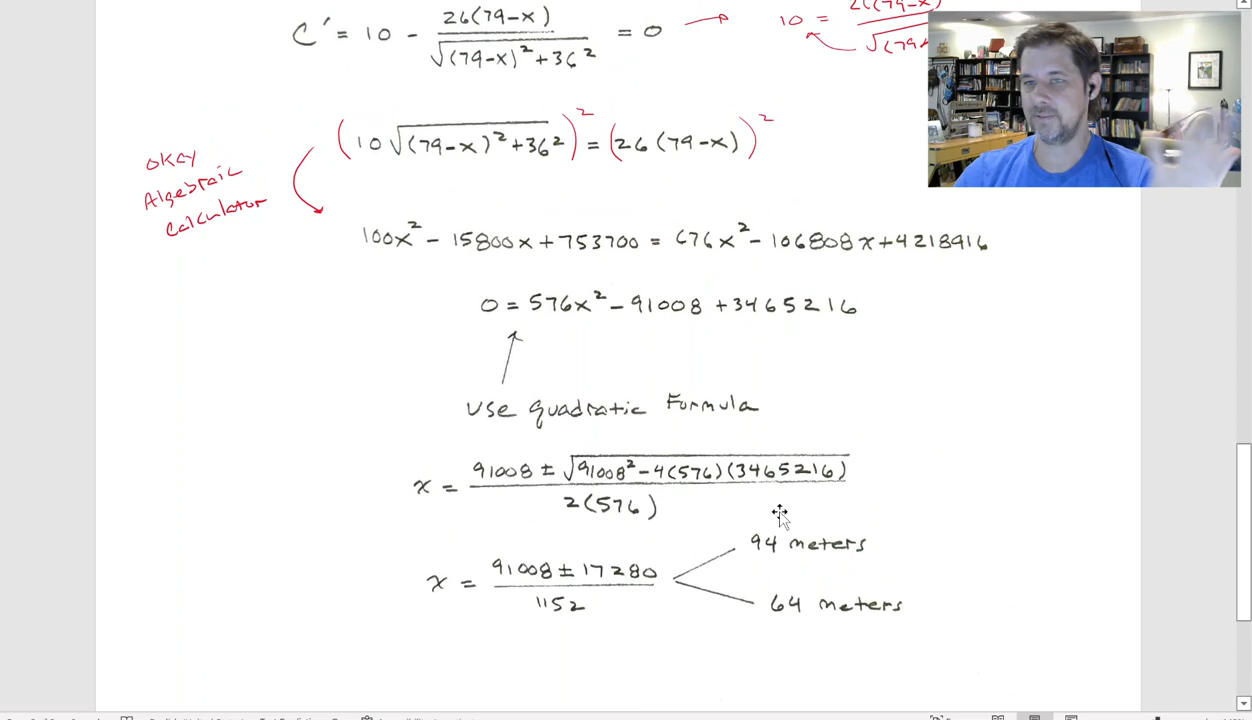 C' = 10 - 26(79-x) / √((79-x)²+36²) = 0 → 10 =
(10√((79-x)²+36²))² = (26(79-x))²
okay
Algebraic
calculator
100x² - 15800x + 753700 = 676x² - 106808x + 4218916
0 = 576x² - 91008 + 3465216
Use quadratic Formula
x = 91008 ± √(91008² - 4(576)(3465216)) / 2(576)
94 meters
x = 91008 ± 17280 / 1152
64 meters